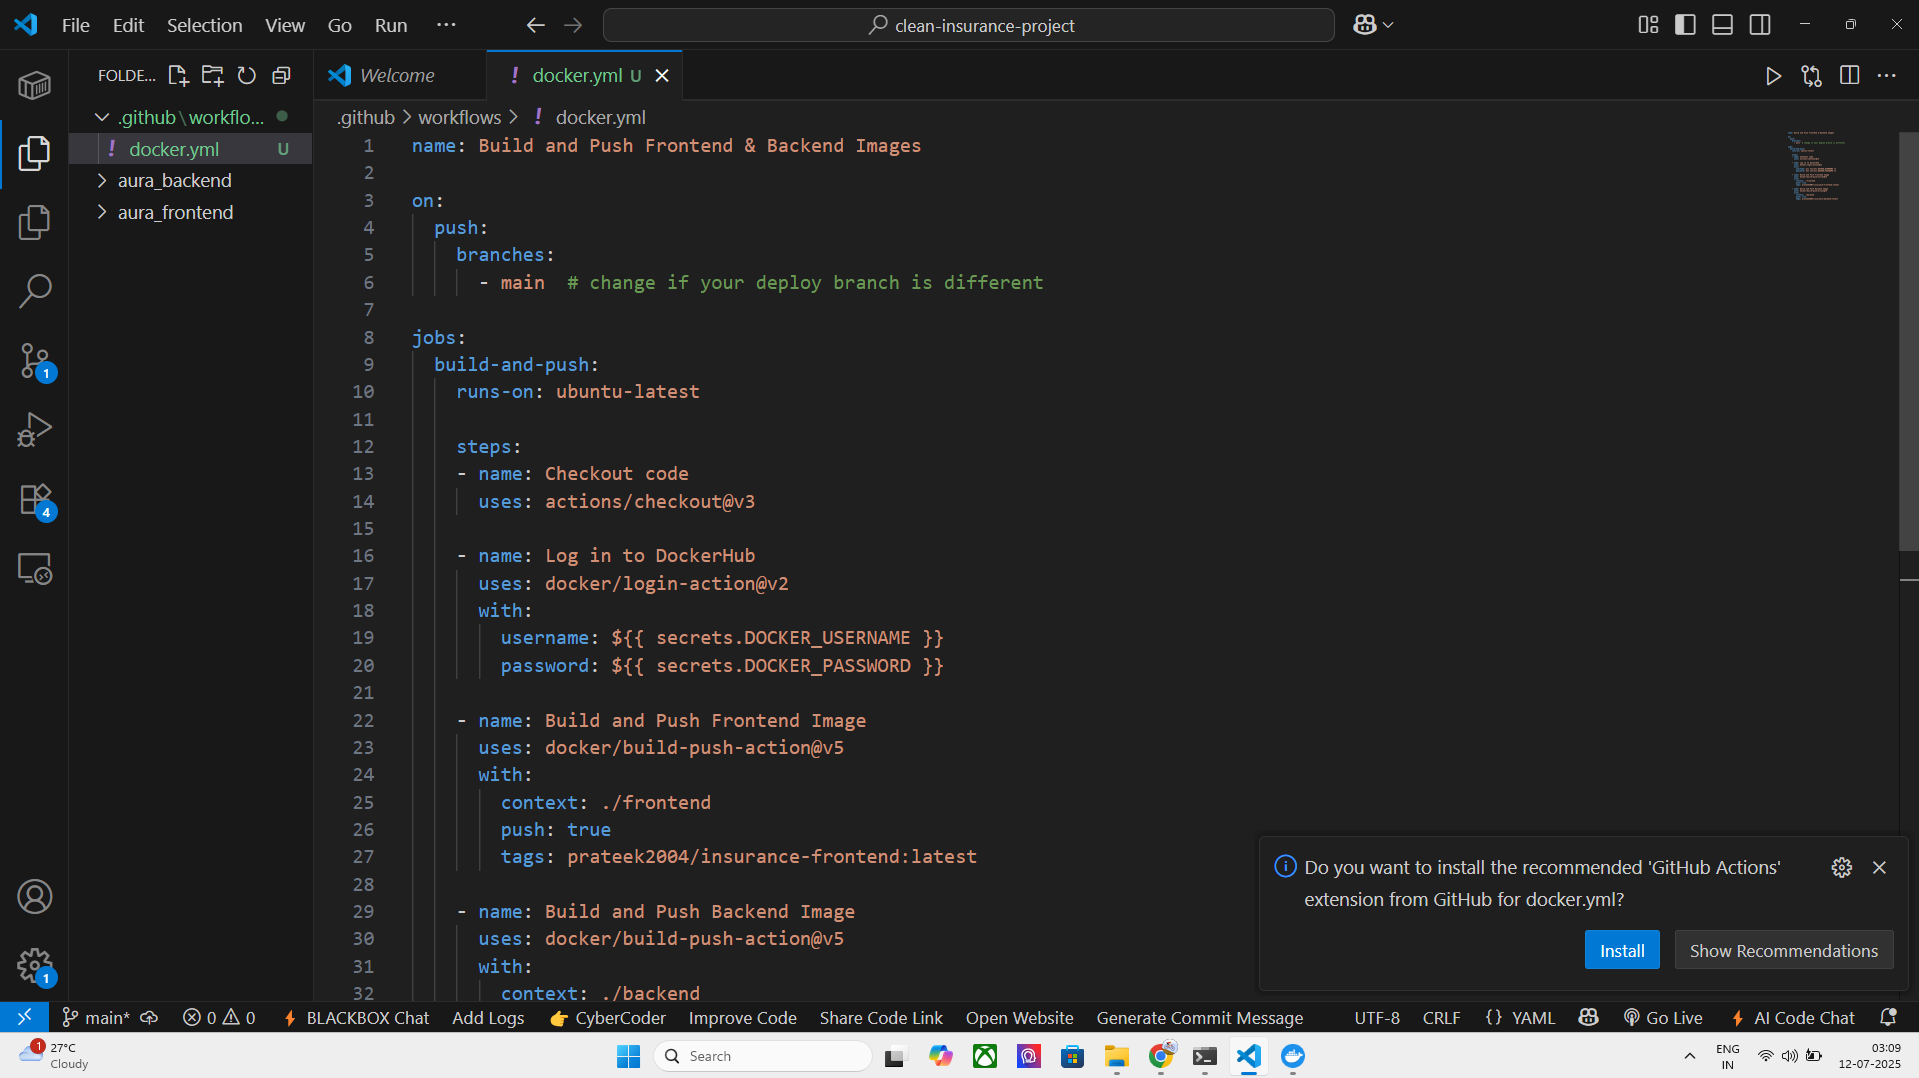 File Edit Selection View Go Run ···
clean-insurance-project
FOLDE...
Welcome
! docker.yml U
.github\workflo...
! docker.yml U
aura_backend
aura_frontend
.github > workflows > ! docker.yml
1 name: Build and Push Frontend & Backend Images
2
3 on:
4 push:
5 branches:
6 - main # change if your deploy branch is different
7
8 jobs:
9 build-and-push:
10 runs-on: ubuntu-latest
11
12 steps:
13 - name: Checkout code
14 uses: actions/checkout@v3
15
16 - name: Log in to DockerHub
17 uses: docker/login-action@v2
18 with:
19 username: ${{ secrets.DOCKER_USERNAME }}
20 password: ${{ secrets.DOCKER_PASSWORD }}
21
22 - name: Build and Push Frontend Image
23 uses: docker/build-push-action@v5
24 with:
25 context: ./frontend
26 push: true
27 tags: prateek2004/insurance-frontend:latest
28
29 - name: Build and Push Backend Image
30 uses: docker/build-push-action@v5
31 with:
32 context: ./backend
1
4
1
Do you want to install the recommended 'GitHub Actions'
extension from GitHub for docker.yml?
Install Show Recommendations
main* 0 0 BLACKBOX Chat Add Logs CyberCoder Improve Code Share Code Link Open Website Generate Commit Message UTF-8 CRLF {} YAML Go Live AI Code Chat
1
27°C
Cloudy
Search
ENG
IN
03:09
12-07-2025